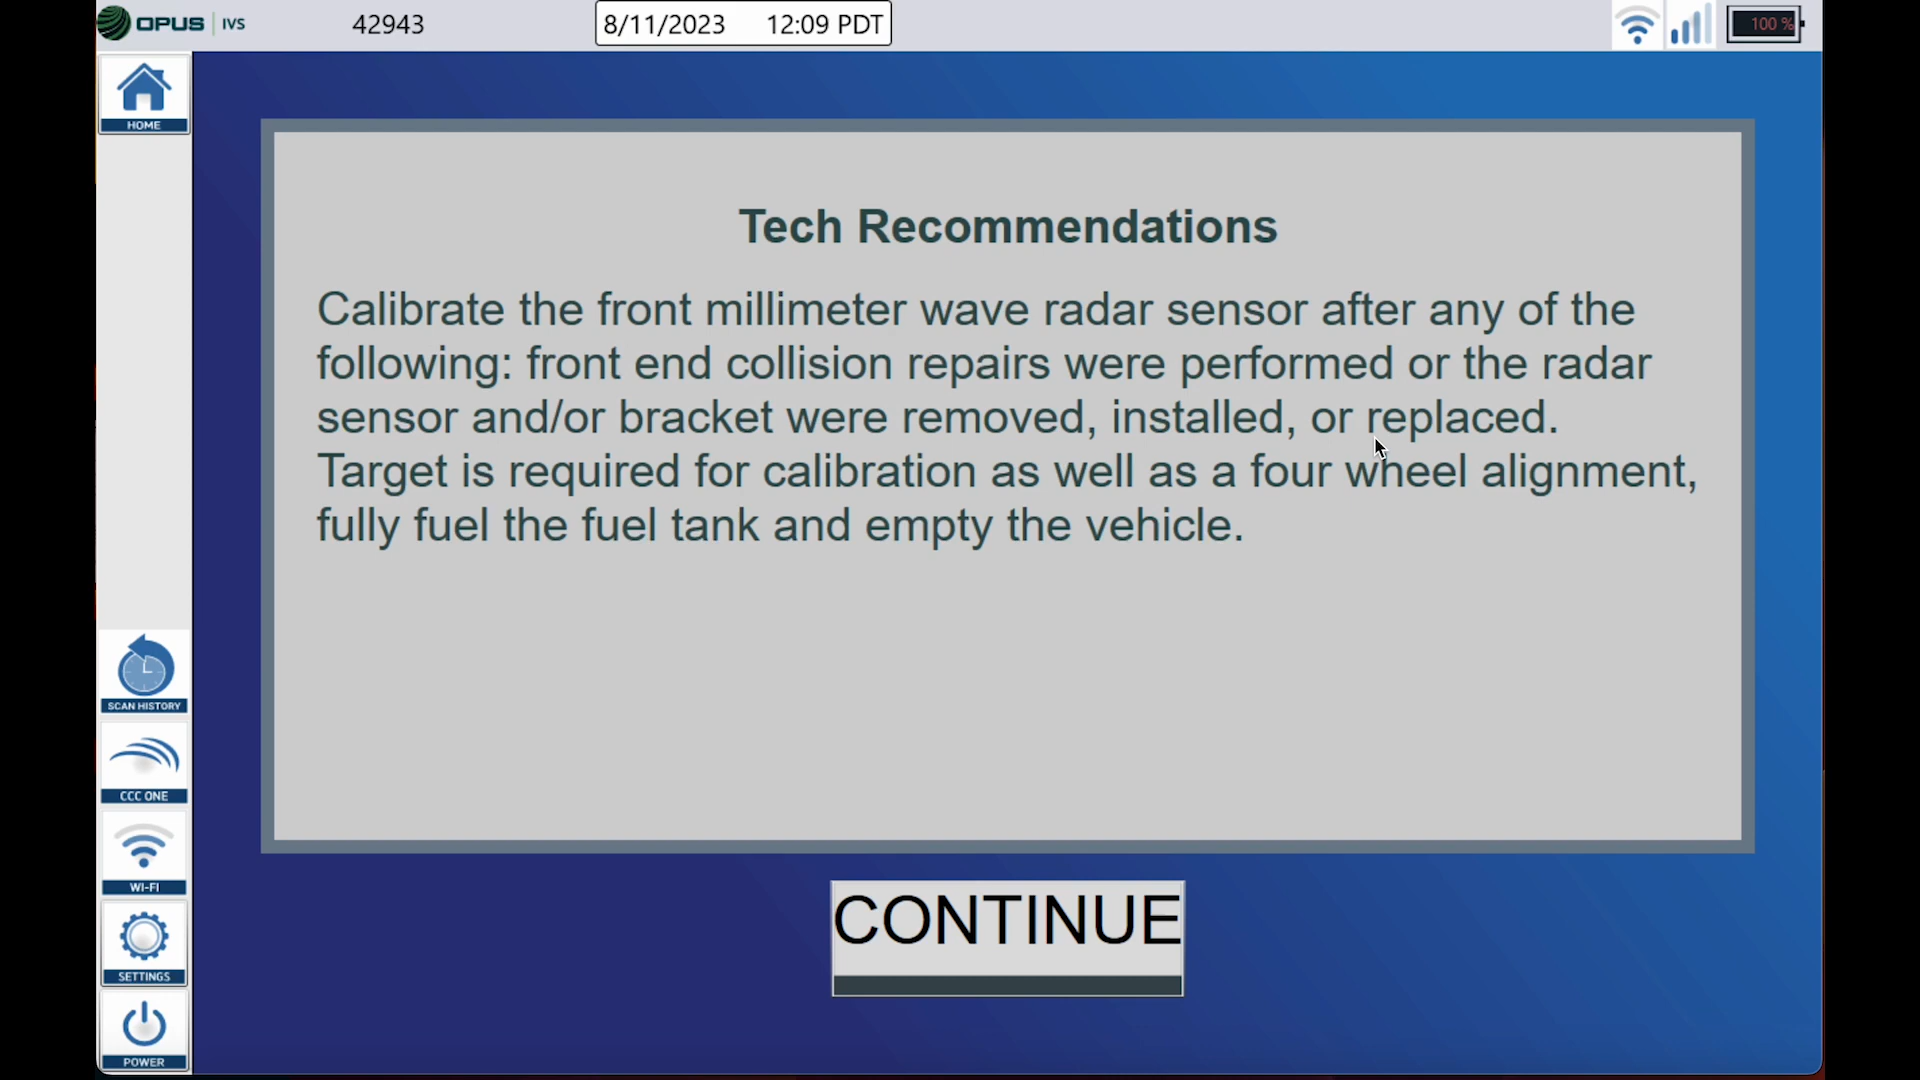 OPUS | IVS
42943
8/11/2023 12:09 PDT
100 %
HOME
Tech Recommendations
Calibrate the front millimeter wave radar sensor after any of the
following: front end collision repairs were performed or the radar
sensor and/or bracket were removed, installed, or replaced.
Target is required for calibration as well as a four wheel alignment,
fully fuel the fuel tank and empty the vehicle.
SCAN HISTORY
CCC ONE
WI-FI
SETTINGS
POWER
CONTINUE